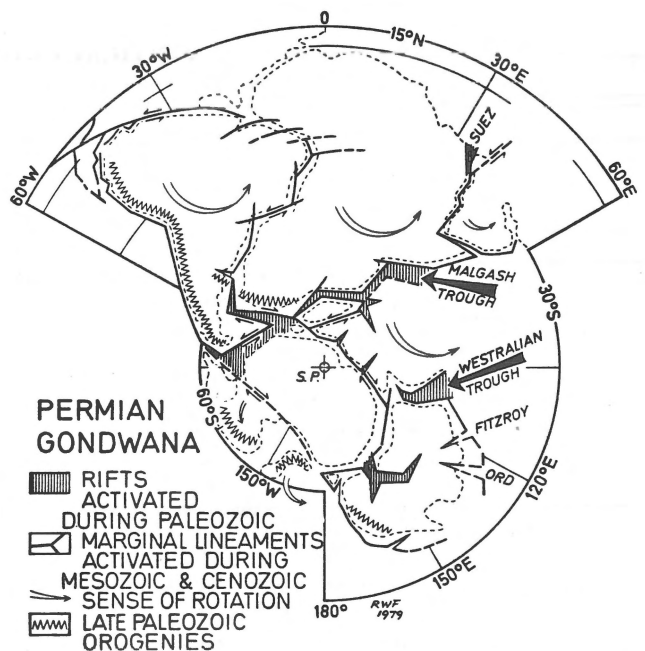 0
15°N
30°W
30°E
60°W
60°E
SUEZ
MALGASH
TROUGH
30°S
WESTRALIAN
TROUGH
S.P.
60°S
FITZROY
ORD
120°E
150°W
150°E
180°
RWF
1979
PERMIAN
GONDWANA
RIFTS
ACTIVATED
DURING PALEOZOIC
MARGINAL LINEAMENTS
ACTIVATED DURING
MESOZOIC & CENOZOIC
SENSE OF ROTATION
LATE PALEOZOIC
OROGENIES